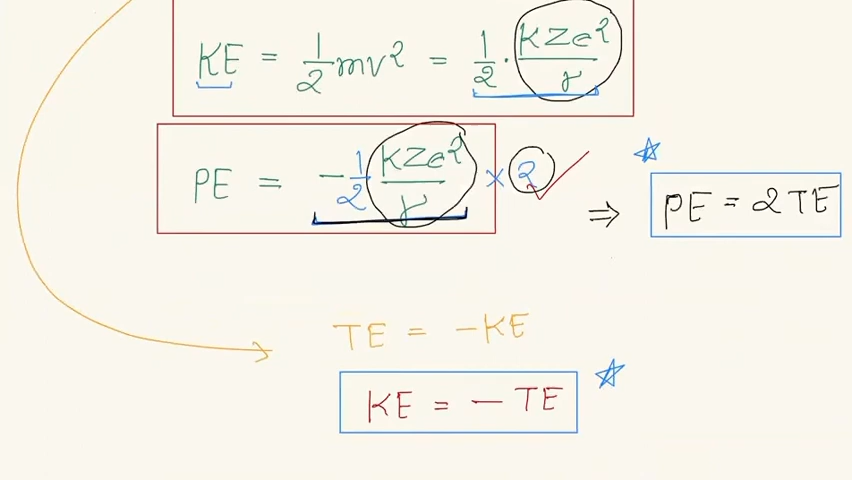 KE = 1/2 mv² = 1/2 · KZe²/r
PE = -1/2 KZe²/r × 2
⇒ PE = 2TE
TE = -KE
KE = - TE